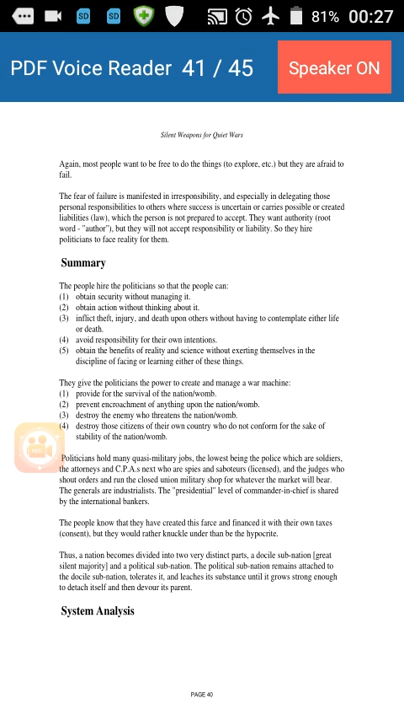 SD SD 81% 00:27
PDF Voice Reader 41 / 45 Speaker ON
Silent Weapons for Quiet Wars
Again, most people want to be free to do the things (to explore, etc.) but they are afraid to
fail.
The fear of failure is manifested in irresponsibility, and especially in delegating those
personal responsibilities to others where success is uncertain or carries possible or created
liabilities (law), which the person is not prepared to accept. They want authority (root
word - "author"), but they will not accept responsibility or liability. So they hire
politicians to face reality for them.
Summary
The people hire the politicians so that the people can:
(1) obtain security without managing it.
(2) obtain action without thinking about it.
(3) inflict theft, injury, and death upon others without having to contemplate either life
or death.
(4) avoid responsibility for their own intentions.
(5) obtain the benefits of reality and science without exerting themselves in the
discipline of facing or learning either of these things.
They give the politicians the power to create and manage a war machine:
(1) provide for the survival of the nation/womb.
(2) prevent encroachment of anything upon the nation/womb.
(3) destroy the enemy who threatens the nation/womb.
(4) destroy those citizens of their own country who do not conform for the sake of
stability of the nation/womb.
Politicians hold many quasi-military jobs, the lowest being the police which are soldiers,
the attorneys and C.P.A.s next who are spies and saboteurs (licensed), and the judges who
shout orders and run the closed union military shop for whatever the market will bear.
The generals are industrialists. The "presidential" level of commander-in-chief is shared
by the international bankers.
The people know that they have created this farce and financed it with their own taxes
(consent), but they would rather knuckle under than be the hypocrite.
Thus, a nation becomes divided into two very distinct parts, a docile sub-nation [great
silent majority] and a political sub-nation. The political sub-nation remains attached to
the docile sub-nation, tolerates it, and leaches its substance until it grows strong enough
to detach itself and then devour its parent.
System Analysis
PAGE 40